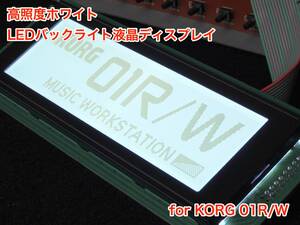 高照度ホワイト
LEDバックライト液晶ディスプレイ
KORG
01R/W
MUSIC WORKSTATION
for KORG 01R/W